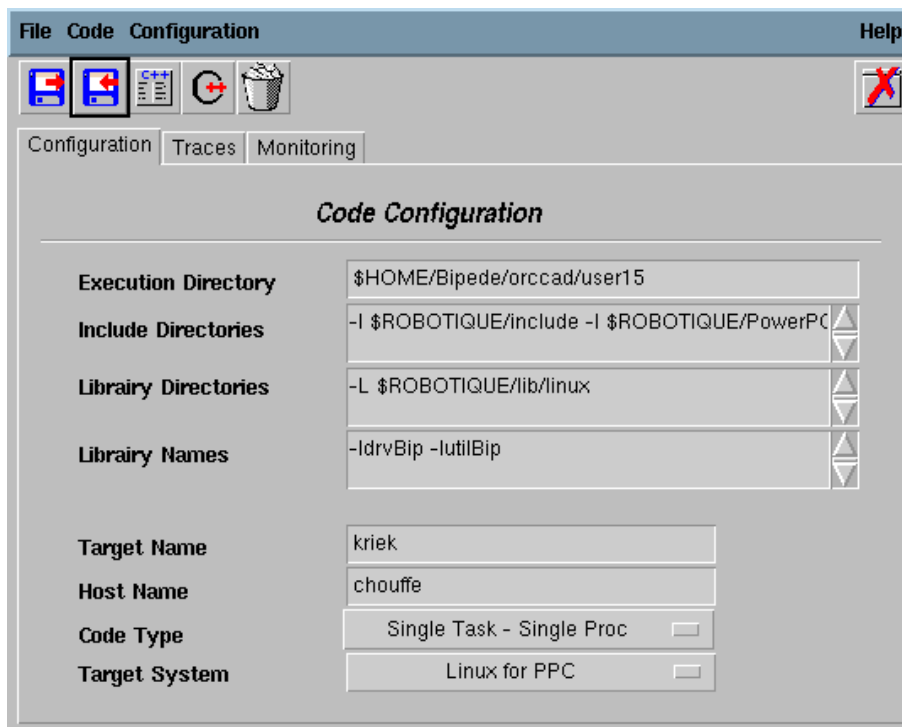 File Code Configuration Help
C++
Configuration Traces Monitoring
Code Configuration
Execution Directory $HOME/Bipede/orccad/user15
Include Directories -I $ROBOTIQUE/include -I $ROBOTIQUE/PowerPC
Librairy Directories -L $ROBOTIQUE/lib/linux
Librairy Names -ldrvBip -lutilBip
Target Name kriek
Host Name chouffe
Code Type Single Task - Single Proc
Target System Linux for PPC